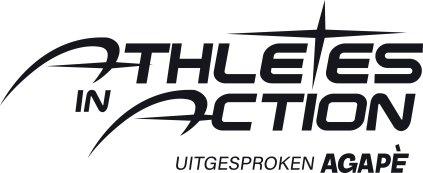 ATHLETES
IN ACTION
UITGESPROKEN AGAPÈ